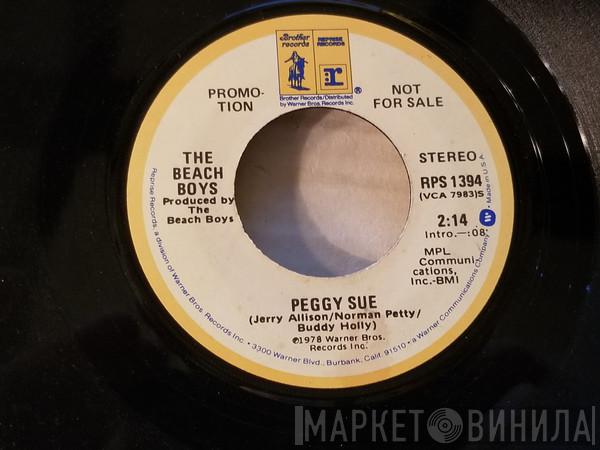 Brother records
REPRISE RECORDS
r
®
Brother Records/Distributed
by Warner Bros. Records Inc.
PROMO-
TION
NOT
FOR SALE
THE
BEACH
BOYS
Produced by
The
Beach Boys
STEREO
RPS 1394
(VCA 7983)S
2:14
Intro.—:08
MPL
Communi-
cations,
Inc.-BMI
PEGGY SUE
(Jerry Allison/Norman Petty/
Buddy Holly)
℗1978 Warner Bros.
Records Inc.
Reprise Records, a division of Warner Bros. Records Inc. • 3300 Warner Blvd., Burbank, Calif. 91510 • a Warner Communications Company Made in U.S.A.
МАРКЕТ ВИНИЛА